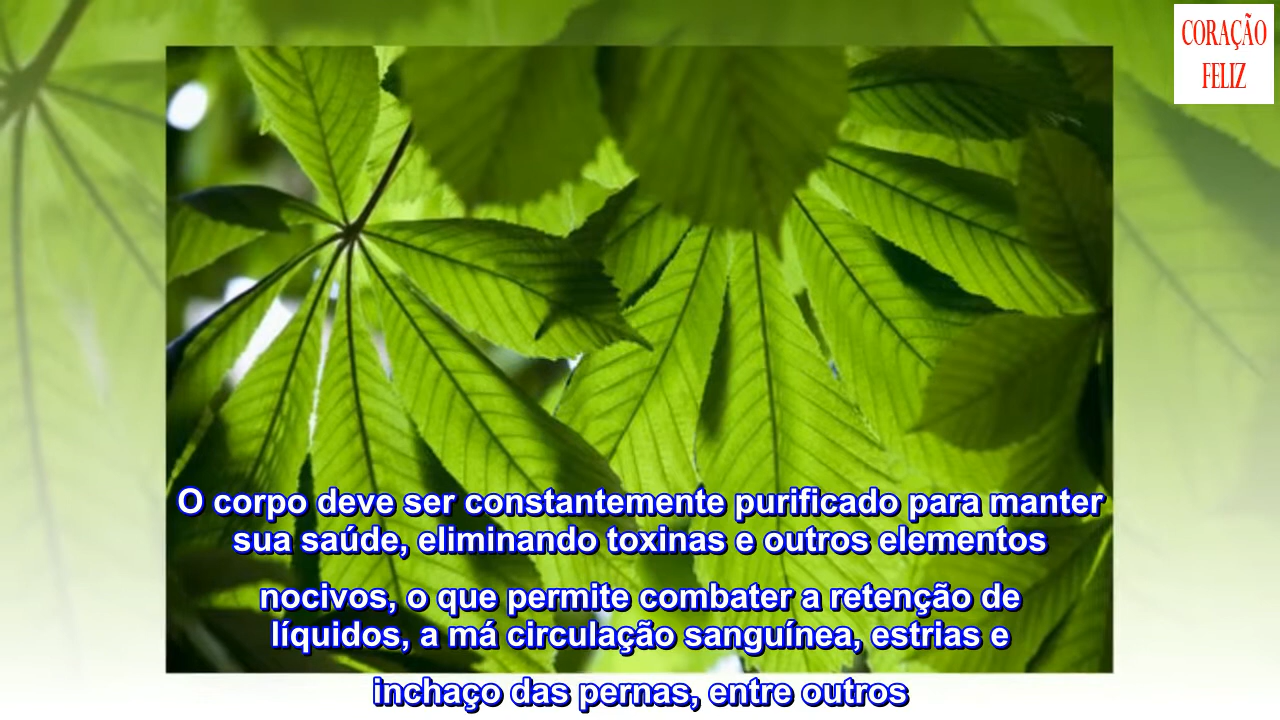 CORAÇÃO
FELIZ
O corpo deve ser constantemente purificado para manter
sua saúde, eliminando toxinas e outros elementos
nocivos, o que permite combater a retenção de
líquidos, a má circulação sanguínea, estrias e
inchaço das pernas, entre outros